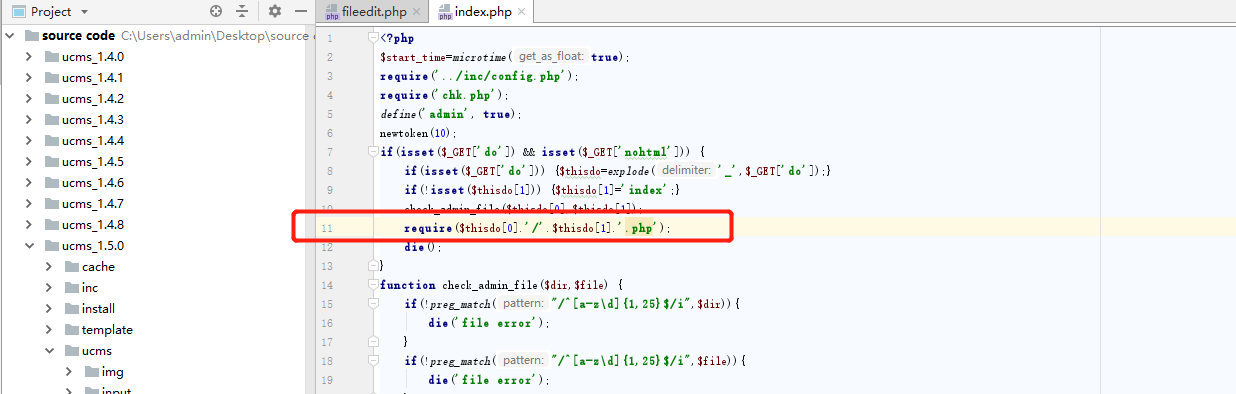 Project
source code C:\Users\admin\Desktop\source c
ucms_1.4.0
ucms_1.4.1
ucms_1.4.2
ucms_1.4.3
ucms_1.4.4
ucms_1.4.5
ucms_1.4.6
ucms_1.4.7
ucms_1.4.8
ucms_1.5.0
cache
inc
install
template
ucms
img
input
fileedit.php
index.php
1 <?php
2 $start_time=microtime( get_as_float: true);
3 require('../inc/config.php');
4 require('chk.php');
5 define('admin', true);
6 newtoken(10);
7 if(isset($_GET['do']) && isset($_GET['nohtml'])) {
8 if(isset($_GET['do'])) {$thisdo=explode( delimiter: '_',$_GET['do']);}
9 if(!isset($thisdo[1])) {$thisdo[1]='index';}
10 check_admin_file($thisdo[0],$thisdo[1]);
11 require($thisdo[0].'/'.$thisdo[1].'.php');
12 die();
13 }
14 function check_admin_file($dir,$file) {
15 if(!preg_match( pattern: "/^[a-z\d]{1,25}$/i",$dir)){
16 die('file error');
17 }
18 if(!preg_match( pattern: "/^[a-z\d]{1,25}$/i",$file)){
19 die('file error');